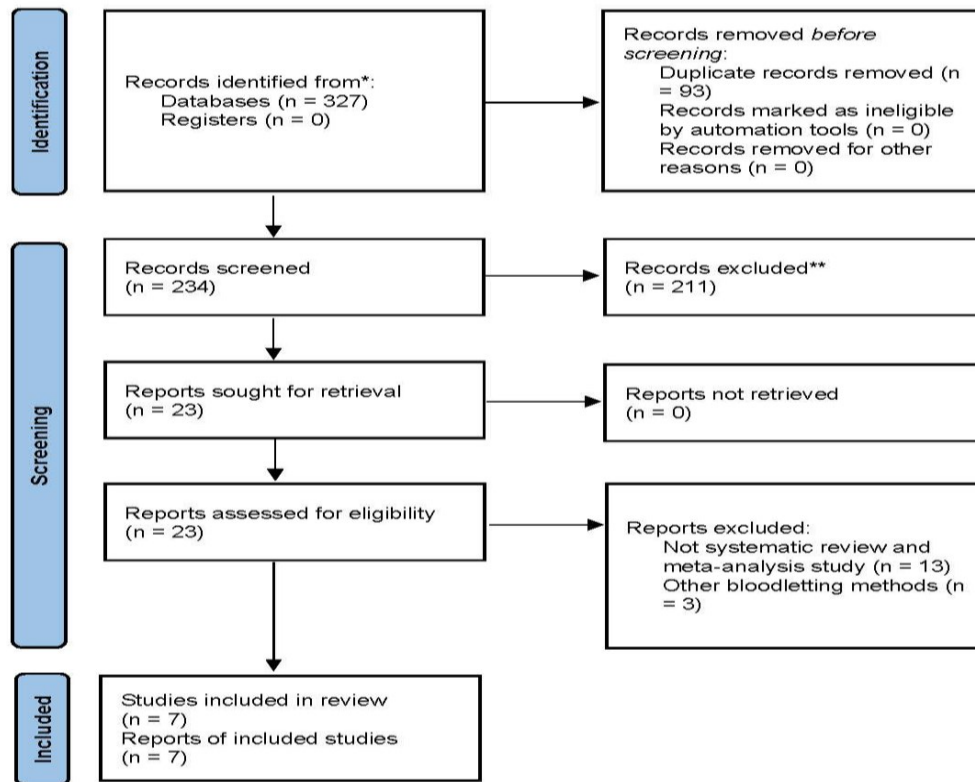 Identification
Records identified from*:
Databases (n = 327)
Registers (n = 0)
Records removed before
screening:
Duplicate records removed (n
= 93)
Records marked as ineligible
by automation tools (n = 0)
Records removed for other
reasons (n = 0)
Screening
Records screened
(n = 234)
Records excluded**
(n = 211)
Reports sought for retrieval
(n = 23)
Reports not retrieved
(n = 0)
Reports assessed for eligibility
(n = 23)
Reports excluded:
Not systematic review and
meta-analysis study (n = 13)
Other bloodletting methods (n
= 3)
Included
Studies included in review
(n = 7)
Reports of included studies
(n = 7)